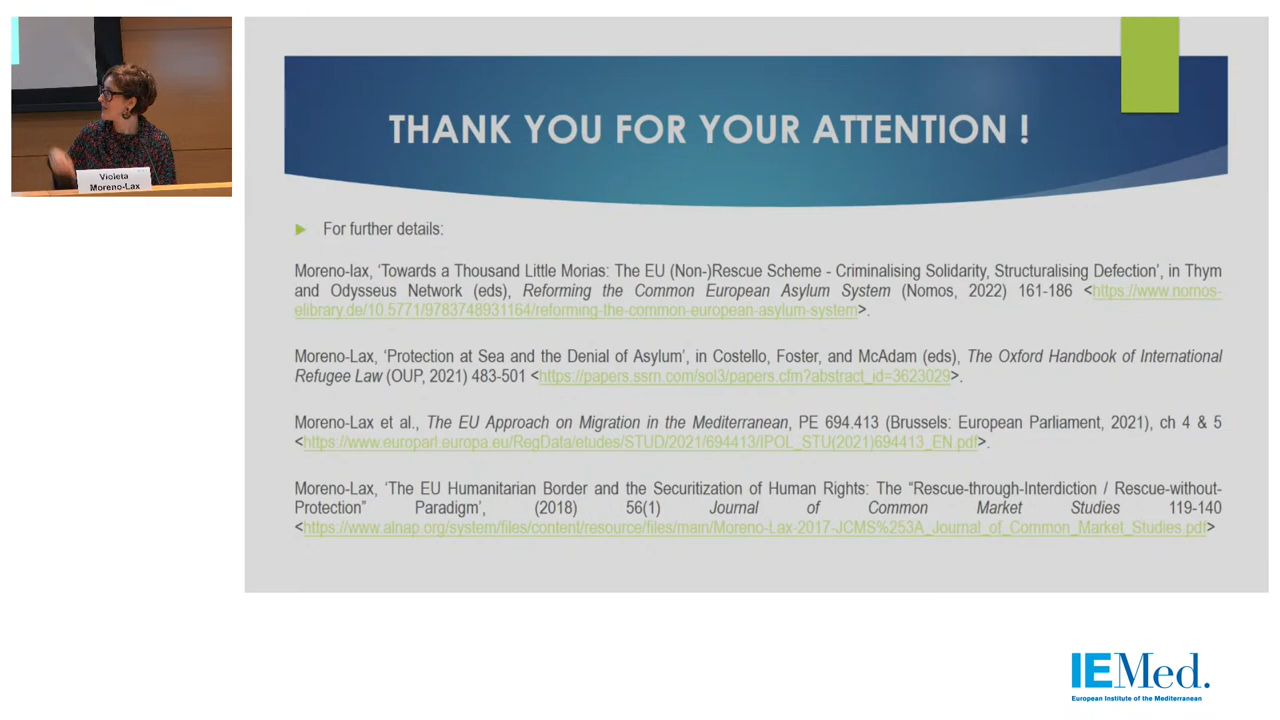 Violeta
Moreno-Lax
THANK YOU FOR YOUR ATTENTION !
For further details:
Moreno-lax, ‘Towards a Thousand Little Morias: The EU (Non-)Rescue Scheme - Criminalising Solidarity, Structuralising Defection’, in Thym
and Odysseus Network (eds), Reforming the Common European Asylum System (Nomos, 2022) 161-186 <https://www.nomos-
elibrary.de/10.5771/9783748931164/reforming-the-common-european-asylum-system>.
Moreno-Lax, ‘Protection at Sea and the Denial of Asylum’, in Costello, Foster, and McAdam (eds), The Oxford Handbook of International
Refugee Law (OUP, 2021) 483-501 <https://papers.ssrn.com/sol3/papers.cfm?abstract_id=3623029>.
Moreno-Lax et al., The EU Approach on Migration in the Mediterranean, PE 694.413 (Brussels: European Parliament, 2021), ch 4 & 5
<https://www.europarl.europa.eu/RegData/etudes/STUD/2021/694413/IPOL_STU(2021)694413_EN.pdf>.
Moreno-Lax, ‘The EU Humanitarian Border and the Securitization of Human Rights: The “Rescue-through-Interdiction / Rescue-without-
Protection” Paradigm’, (2018) 56(1) Journal of Common Market Studies 119-140
<https://www.alnap.org/system/files/content/resource/files/main/Moreno-Lax-2017-JCMS%253A_Journal_of_Common_Market_Studies.pdf>
IEMed.
European Institute of the Mediterranean